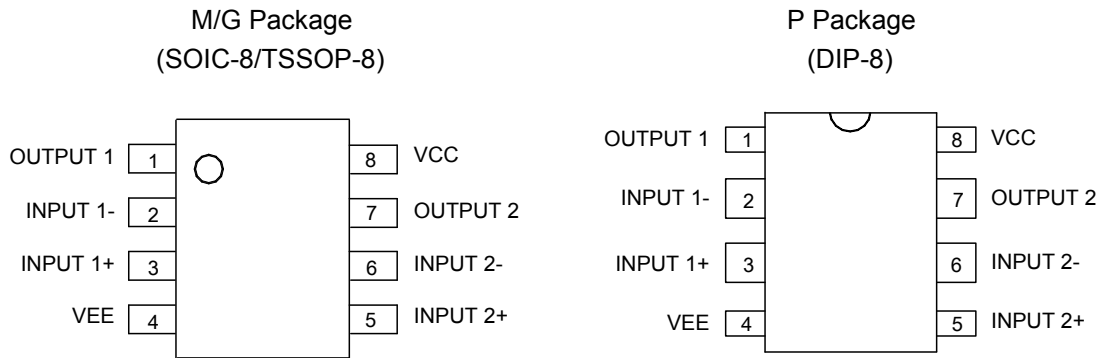 M/G Package
(SOIC-8/TSSOP-8)
OUTPUT 1 1 8 VCC
INPUT 1- 2 7 OUTPUT 2
INPUT 1+ 3 6 INPUT 2-
VEE 4 5 INPUT 2+
P Package
(DIP-8)
OUTPUT 1 1 8 VCC
INPUT 1- 2 7 OUTPUT 2
INPUT 1+ 3 6 INPUT 2-
VEE 4 5 INPUT 2+